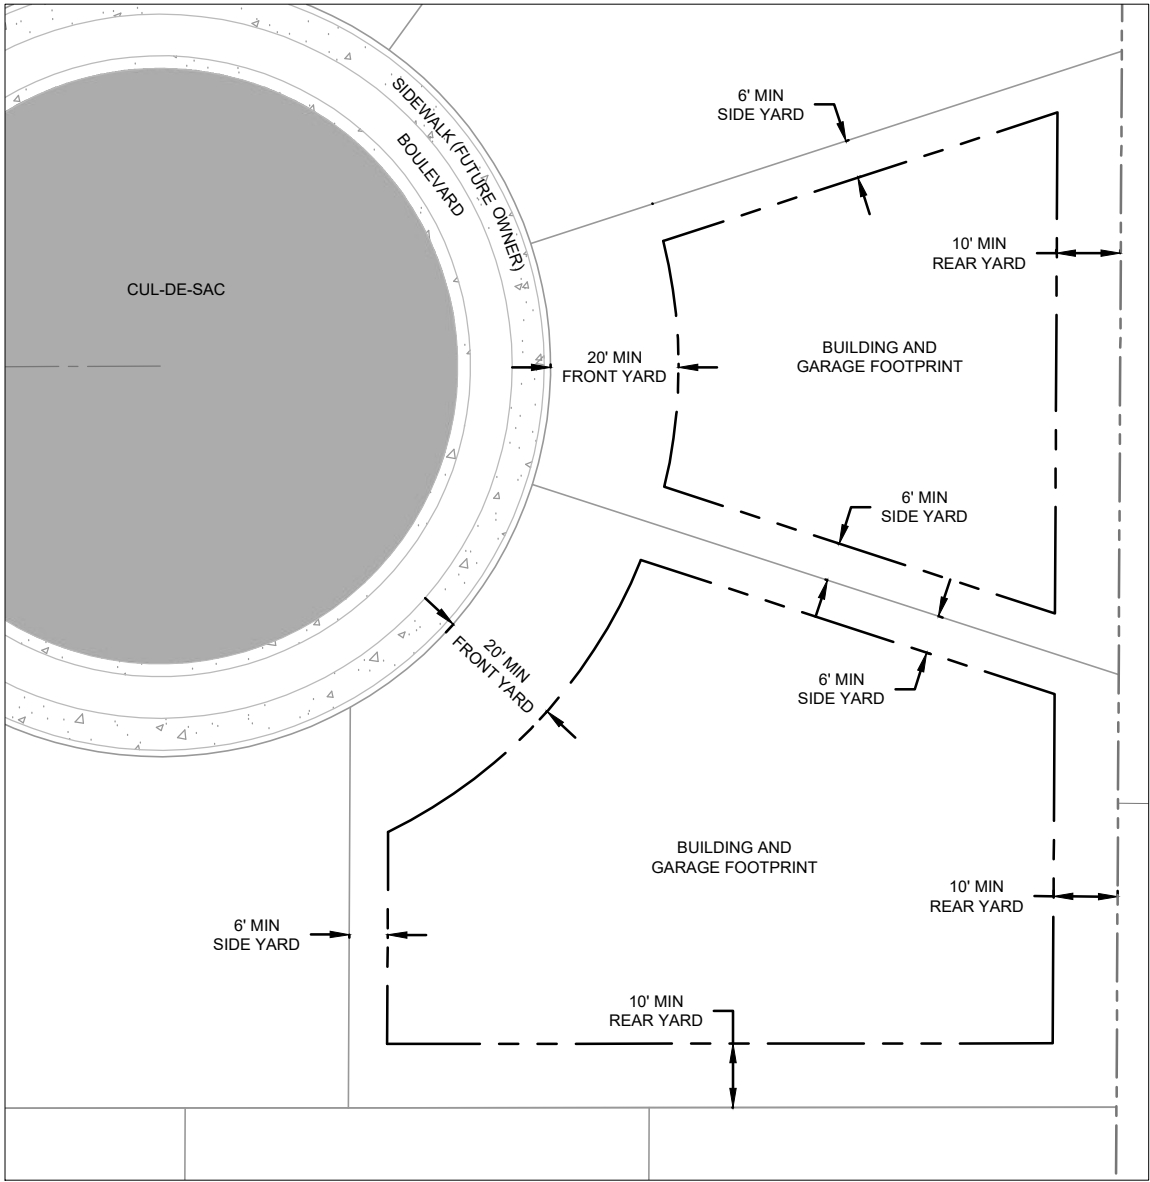 SIDEWALK (FUTURE OWNER)
BOULEVARD
CUL-DE-SAC
6' MIN
SIDE YARD
10' MIN
REAR YARD
20' MIN
FRONT YARD
BUILDING AND
GARAGE FOOTPRINT
6' MIN
SIDE YARD
20' MIN
FRONT YARD
6' MIN
SIDE YARD
BUILDING AND
GARAGE FOOTPRINT
10' MIN
REAR YARD
6' MIN
SIDE YARD
10' MIN
REAR YARD